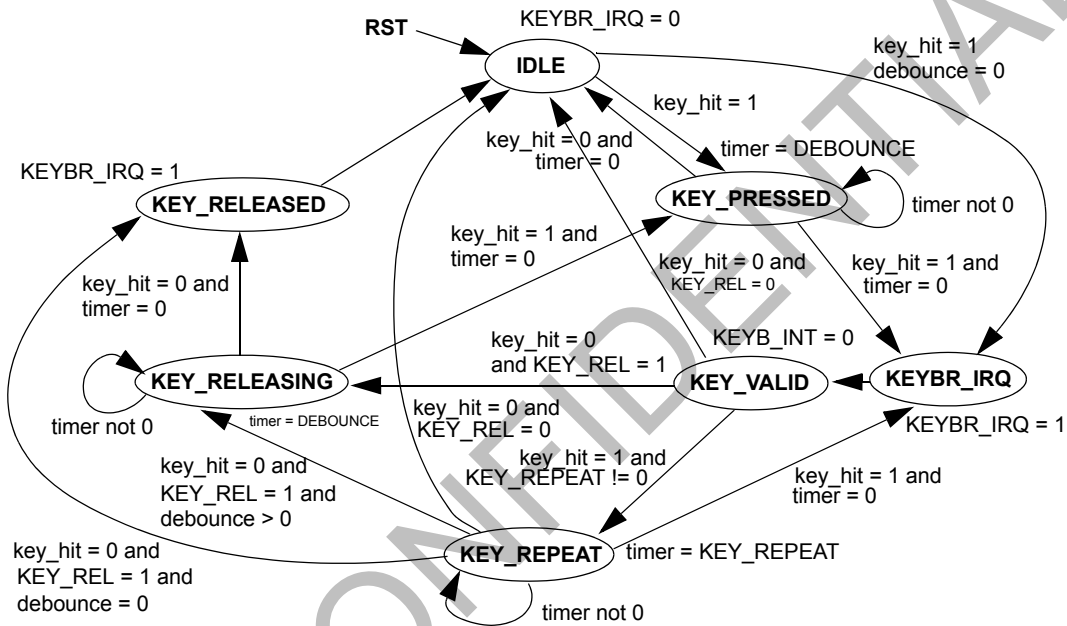 KEYBR_IRQ = 0
RST
IDLE
key_hit = 1
debounce = 0
key_hit = 1
key_hit = 0 and
timer = 0
timer = DEBOUNCE
KEYBR_IRQ = 1
KEY_RELEASED
KEY_PRESSED
timer not 0
key_hit = 1 and
timer = 0
key_hit = 0 and
KEY_REL = 0
key_hit = 1 and
timer = 0
key_hit = 0 and
timer = 0
KEYB_INT = 0
key_hit = 0
and KEY_REL = 1
KEY_RELEASING
KEY_VALID
KEYBR_IRQ
timer not 0
timer = DEBOUNCE
key_hit = 0 and
KEY_REL = 0
KEYBR_IRQ = 1
key_hit = 0 and
KEY_REL = 1 and
debounce > 0
key_hit = 1 and
KEY_REPEAT != 0
key_hit = 1 and
timer = 0
key_hit = 0 and
KEY_REL = 1 and
debounce = 0
KEY_REPEAT
timer = KEY_REPEAT
timer not 0
ONFIDENTIA